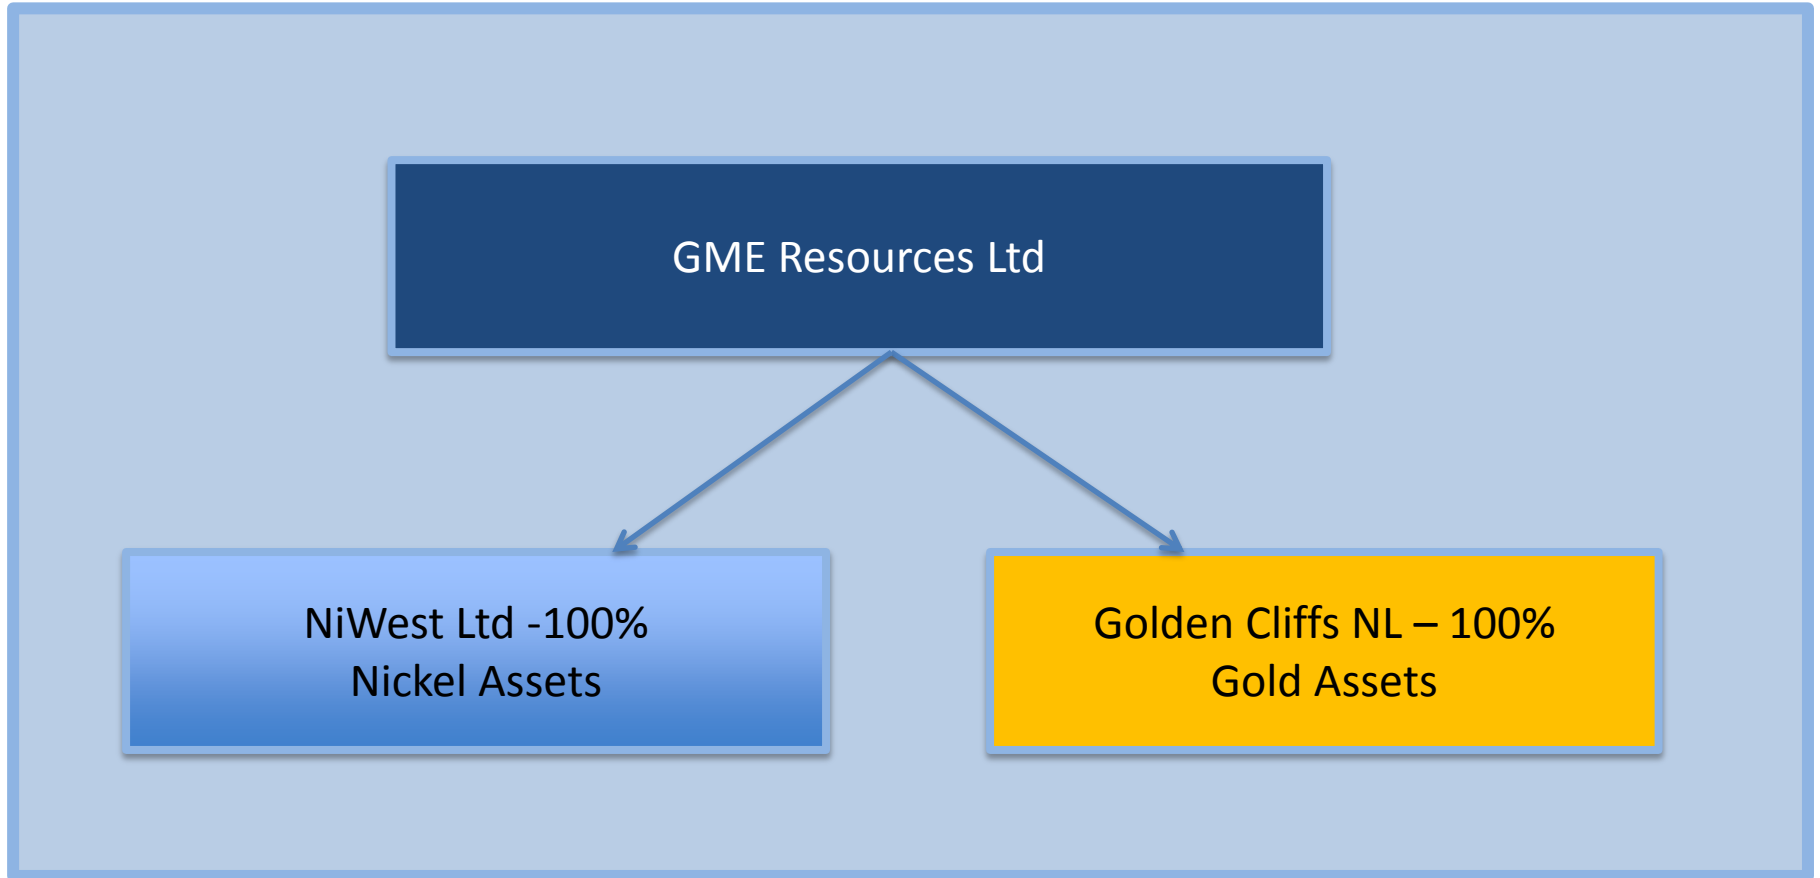 GME Resources Ltd
NiWest Ltd -100%
Nickel Assets
Golden Cliffs NL – 100%
Gold Assets